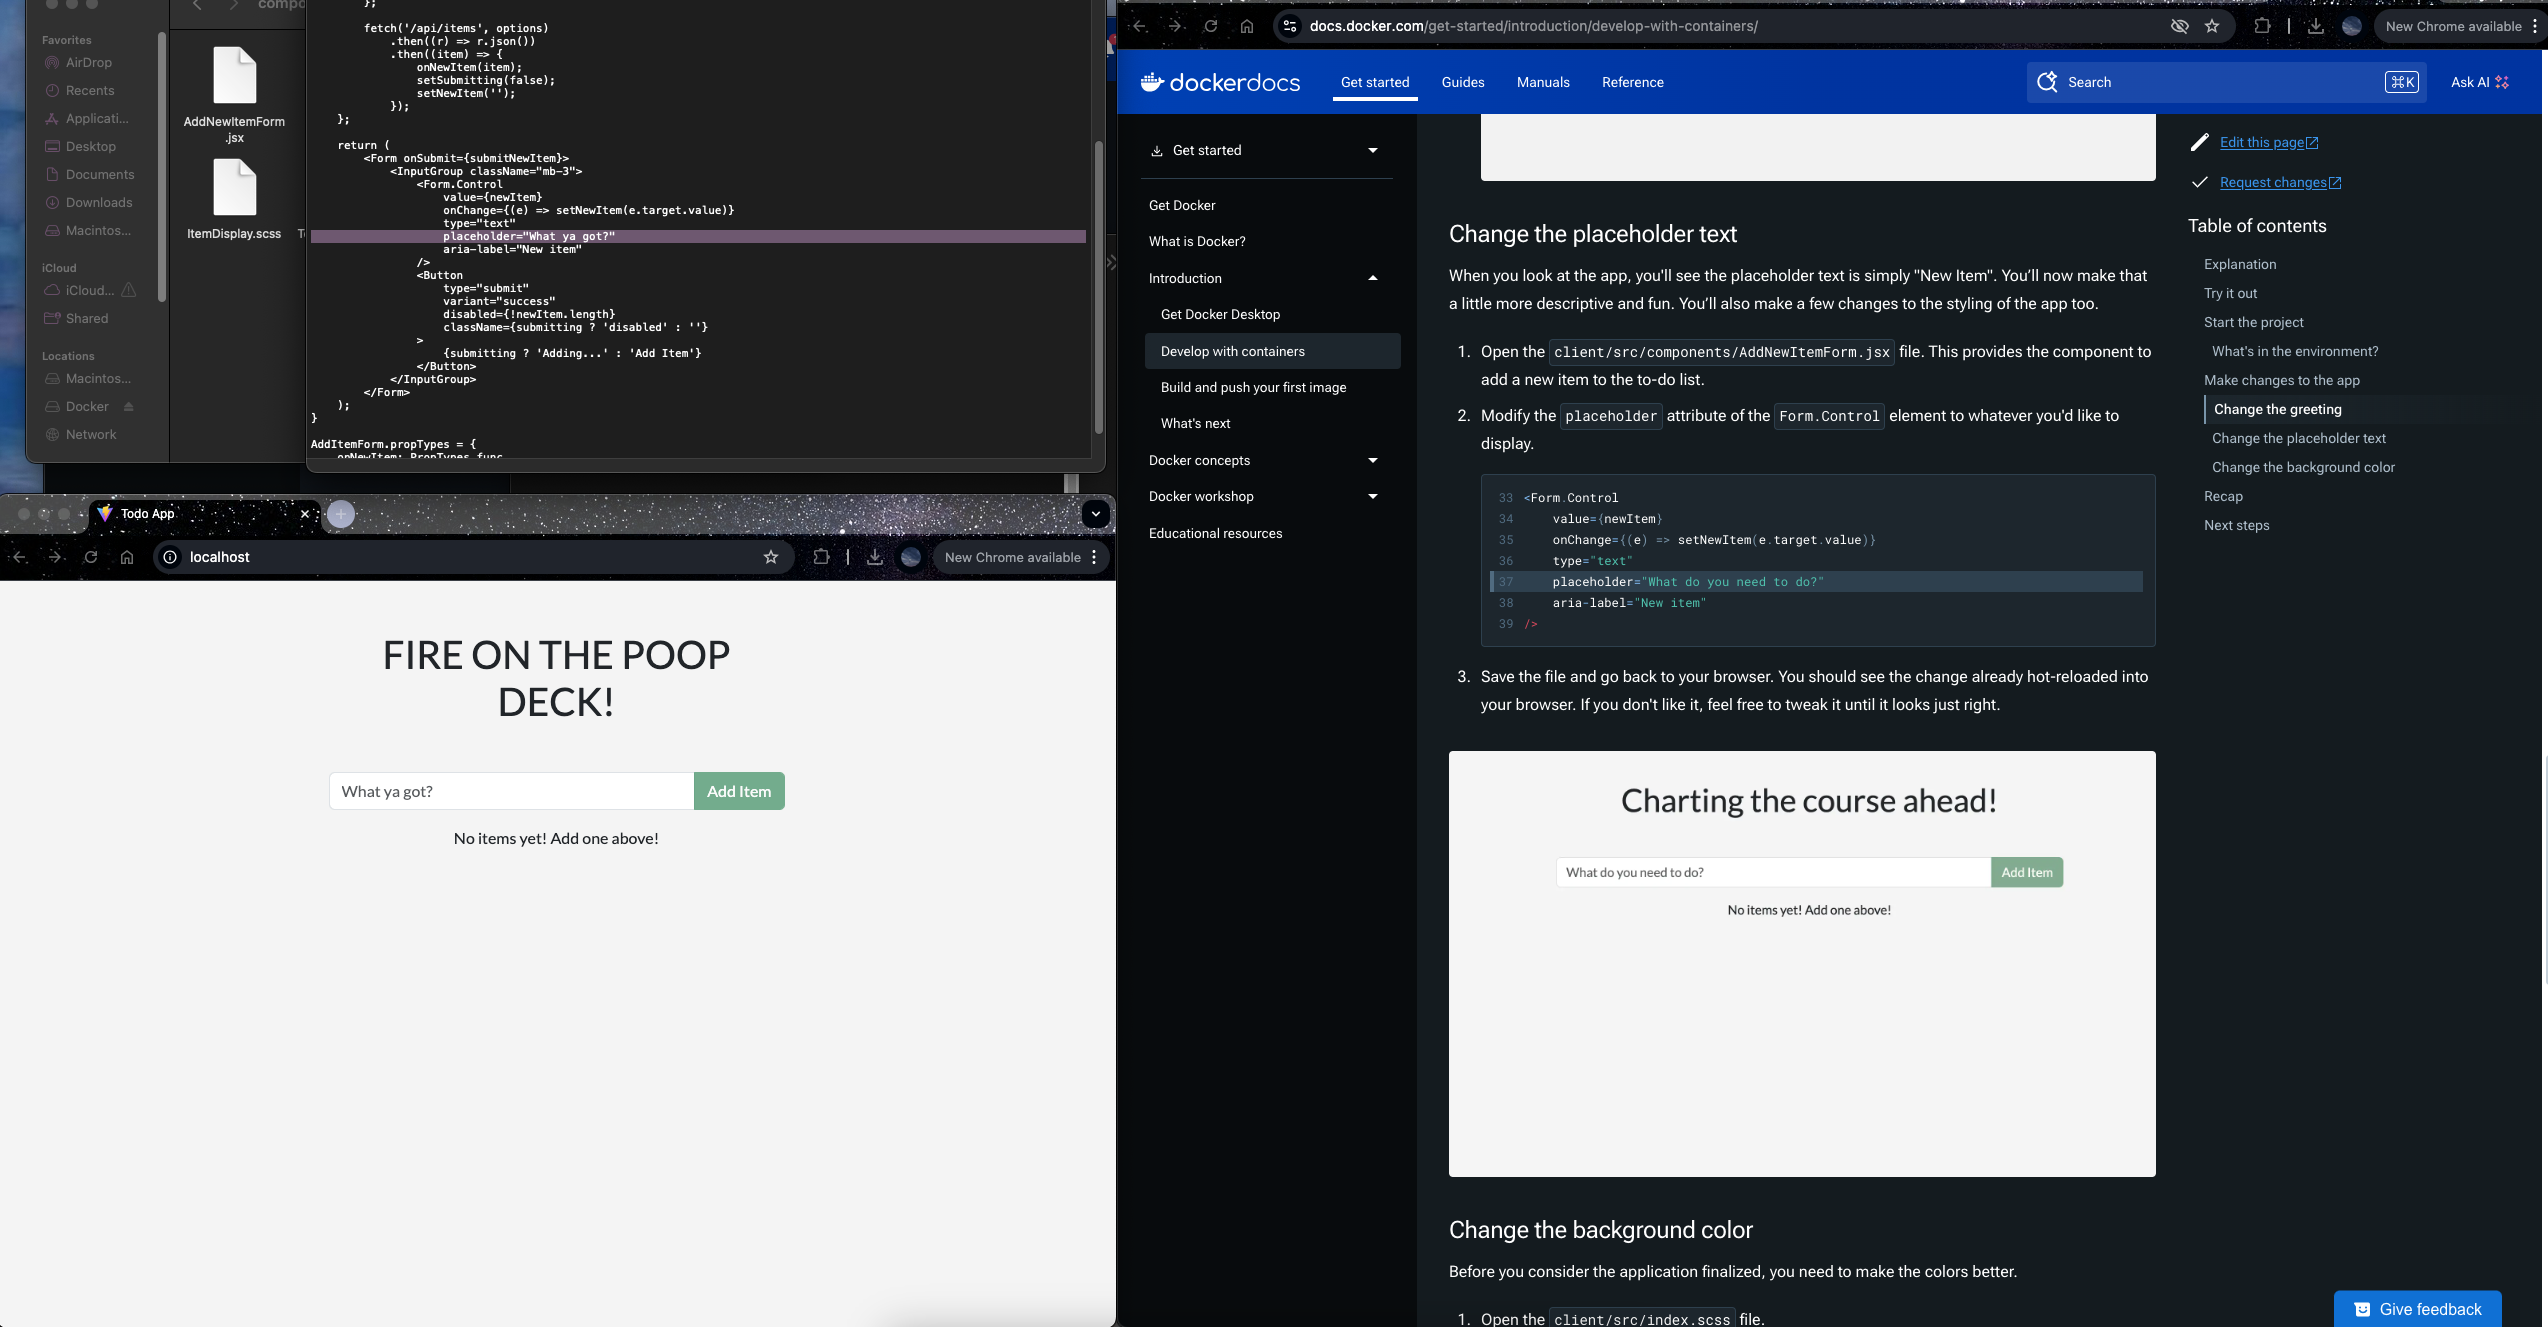 Favorites
AirDrop
Recents
Applicati...
Desktop
Documents
Downloads
Macintos...
iCloud
iCloud...
Shared
Locations
Macintos...
Docker
Network
compo
AddNewItemForm
.jsx
ItemDisplay.scss
};
fetch('/api/items', options)
.then((r) => r.json())
.then((item) => {
onNewItem(item);
setSubmitting(false);
setNewItem('');
});
};
return (
<Form onSubmit={submitNewItem}>
<InputGroup className="mb-3">
<Form.Control
value={newItem}
onChange={(e) => setNewItem(e.target.value)}
type="text"
placeholder="What ya got?"
aria-label="New item"
/>
<Button
type="submit"
variant="success"
disabled={!newItem.length}
className={submitting ? 'disabled' : ''}
>
{submitting ? 'Adding...' : 'Add Item'}
</Button>
</InputGroup>
</Form>
);
}
AddItemForm.propTypes = {
onNewItem: PropTypes.func
Todo App
localhost
New Chrome available
FIRE ON THE POOP
DECK!
What ya got?
Add Item
No items yet! Add one above!
docs.docker.com/get-started/introduction/develop-with-containers/
New Chrome available
dockerdocs
Get started
Guides
Manuals
Reference
Search
⌘K
Ask AI
Get started
Get Docker
What is Docker?
Introduction
Get Docker Desktop
Develop with containers
Build and push your first image
What's next
Docker concepts
Docker workshop
Educational resources
Change the placeholder text
When you look at the app, you'll see the placeholder text is simply "New Item". You'll now make that
a little more descriptive and fun. You'll also make a few changes to the styling of the app too.
1. Open the client/src/components/AddNewItemForm.jsx file. This provides the component to
add a new item to the to-do list.
2. Modify the placeholder attribute of the Form.Control element to whatever you'd like to
display.
33 <Form.Control
34 value={newItem}
35 onChange={(e) => setNewItem(e.target.value)}
36 type="text"
37 placeholder="What do you need to do?"
38 aria-label="New item"
39 />
3. Save the file and go back to your browser. You should see the change already hot-reloaded into
your browser. If you don't like it, feel free to tweak it until it looks just right.
Charting the course ahead!
What do you need to do?
Add Item
No items yet! Add one above!
Change the background color
Before you consider the application finalized, you need to make the colors better.
1. Open the client/src/index.scss file.
Edit this page
Request changes
Table of contents
Explanation
Try it out
Start the project
What's in the environment?
Make changes to the app
Change the greeting
Change the placeholder text
Change the background color
Recap
Next steps
Give feedback